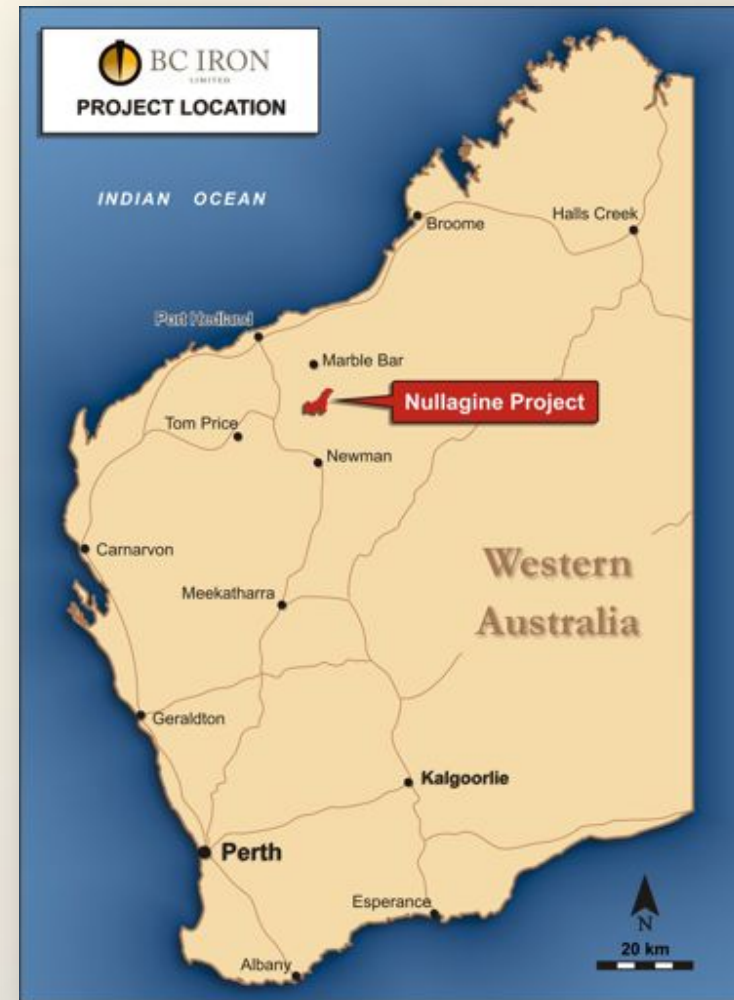 BC IRON
LIMITED
PROJECT LOCATION
INDIAN OCEAN
Broome
Halls Creek
Port Hedland
Marble Bar
Nullagine Project
Tom Price
Newman
Carnarvon
Western
Australia
Meekatharra
Geraldton
Kalgoorlie
Perth
Esperance
N
20 km
Albany